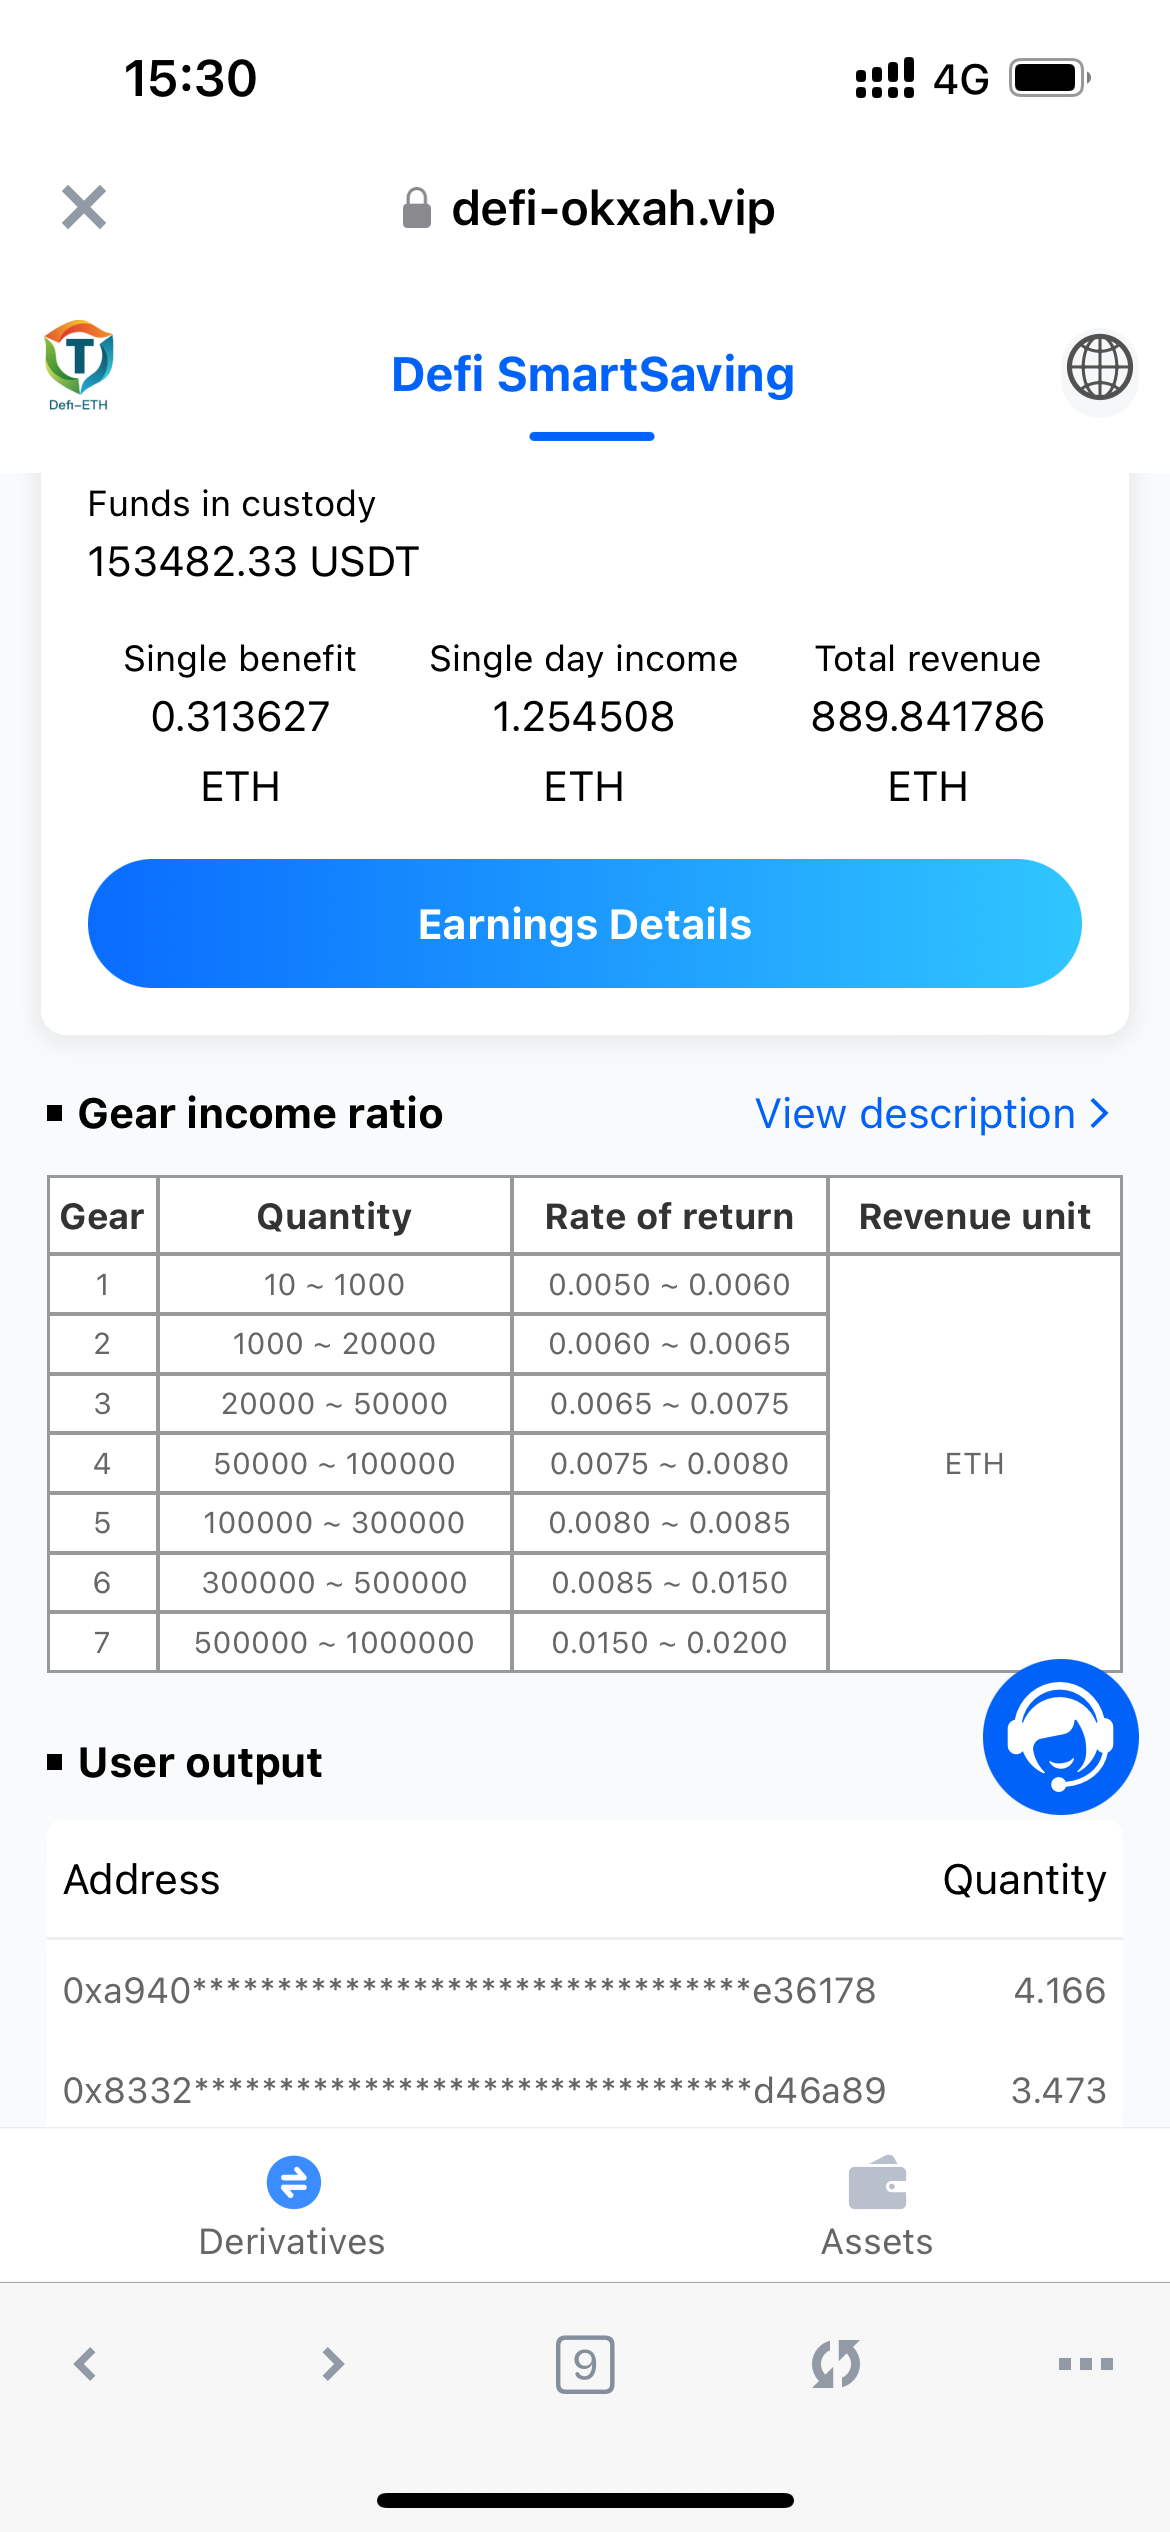 15:30
4G
defi-okxah.vip
T
Defi-ETH
Defi SmartSaving
Funds in custody
153482.33 USDT
Single benefit Single day income Total revenue
0.313627 1.254508 889.841786
ETH ETH ETH
Earnings Details
Gear income ratio View description >
Gear Quantity Rate of return Revenue unit
1 10 ~ 1000 0.0050 ~ 0.0060
2 1000 ~ 20000 0.0060 ~ 0.0065
3 20000 ~ 50000 0.0065 ~ 0.0075
4 50000 ~ 100000 0.0075 ~ 0.0080 ETH
5 100000 ~ 300000 0.0080 ~ 0.0085
6 300000 ~ 500000 0.0085 ~ 0.0150
7 500000 ~ 1000000 0.0150 ~ 0.0200
User output
Address Quantity
0xa940*********************************e36178 4.166
0x8332*********************************d46a89 3.473
Derivatives Assets
9